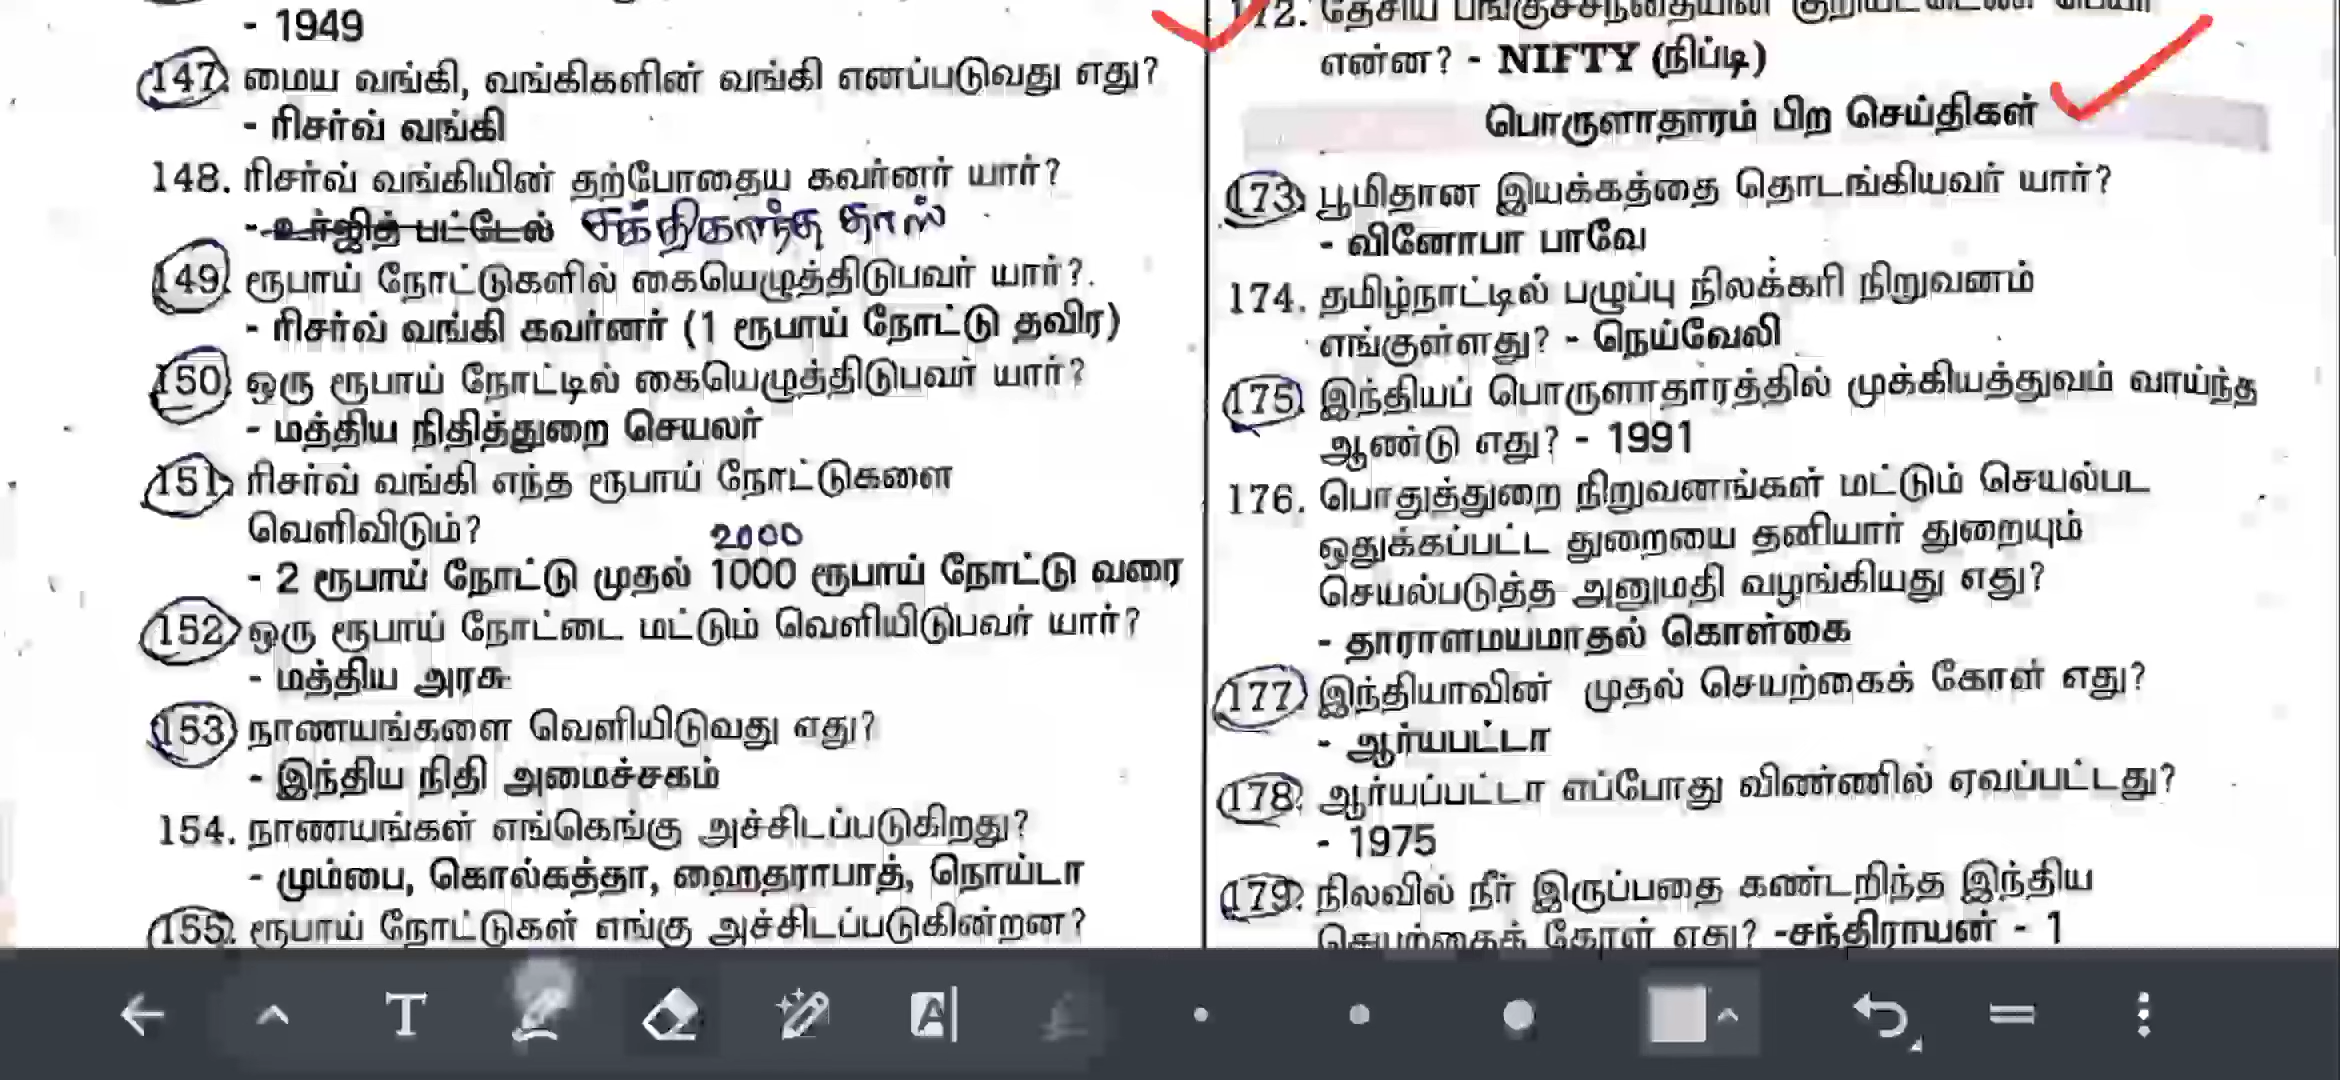 - 1949
147. மைய வங்கி, வங்கிகளின் வங்கி எனப்படுவது எது?
- ரிசர்வ் வங்கி
148. ரிசர்வ் வங்கியின் தற்போதைய கவர்னர் யார்?
- உர்ஜித் பட்டேல் சக்திகாந்த தாஸ்
149. ரூபாய் நோட்டுகளில் கையெழுத்திடுபவர் யார்?
- ரிசர்வ் வங்கி கவர்னர் (1 ரூபாய் நோட்டு தவிர)
150. ஒரு ரூபாய் நோட்டில் கையெழுத்திடுபவர் யார்?
- மத்திய நிதித்துறை செயலர்
151. ரிசர்வ் வங்கி எந்த ரூபாய் நோட்டுகளை
வெளிவிடும்?
2000
- 2 ரூபாய் நோட்டு முதல் 1000 ரூபாய் நோட்டு வரை
152. ஒரு ரூபாய் நோட்டை மட்டும் வெளியிடுபவர் யார்?
- மத்திய அரசு
153. நாணயங்களை வெளியிடுவது எது?
- இந்திய நிதி அமைச்சகம்
154. நாணயங்கள் எங்கெங்கு அச்சிடப்படுகிறது?
- மும்பை, கொல்கத்தா, ஹைதராபாத், நொய்டா
155. ரூபாய் நோட்டுகள் எங்கு அச்சிடப்படுகின்றன?
172. தேசிய பங்குச்சந்தையின்
என்ன? - NIFTY (நிப்டி)
பொருளாதாரம் பிற செய்திகள்
173. பூமிதான இயக்கத்தை தொடங்கியவர் யார்?
- வினோபா பாவே
174. தமிழ்நாட்டில் பழுப்பு நிலக்கரி நிறுவனம்
எங்குள்ளது? - நெய்வேலி
175. இந்தியப் பொருளாதாரத்தில் முக்கியத்துவம் வாய்ந்த
ஆண்டு எது? - 1991
176. பொதுத்துறை நிறுவனங்கள் மட்டும் செயல்பட
ஒதுக்கப்பட்ட துறையை தனியார் துறையும்
செயல்படுத்த அனுமதி வழங்கியது எது?
- தாராளமயமாதல் கொள்கை
177. இந்தியாவின் முதல் செயற்கைக் கோள் எது?
- ஆர்யபட்டா
178. ஆர்யப்பட்டா எப்போது விண்ணில் ஏவப்பட்டது?
- 1975
179. நிலவில் நீர் இருப்பதை கண்டறிந்த இந்திய
செயற்கைக் கோள் எது? -சந்திராயன் - 1
T
A